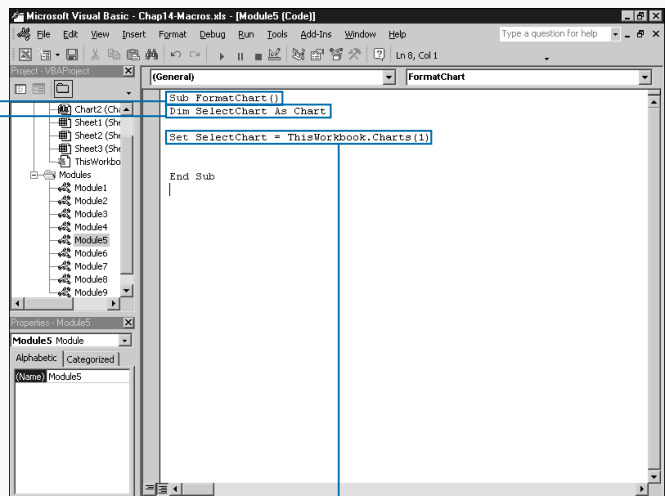 Microsoft Visual Basic - Chap14-Macros.xls - [Module5 (Code)]
File Edit View Insert Format Debug Run Tools Add-Ins Window Help Type a question for help
Ln 8, Col 1
Project - VBAProject
(General) FormatChart
Sub FormatChart()
Dim SelectChart As Chart
Set SelectChart = ThisWorkbook.Charts(1)
End Sub
Chart2 (Cha
Sheet1 (She
Sheet2 (She
Sheet3 (She
ThisWorkbo
Modules
Module1
Module2
Module3
Module4
Module5
Module6
Module7
Module8
Module9
Properties - Module5
Module5 Module
Alphabetic Categorized
(Name) Module5